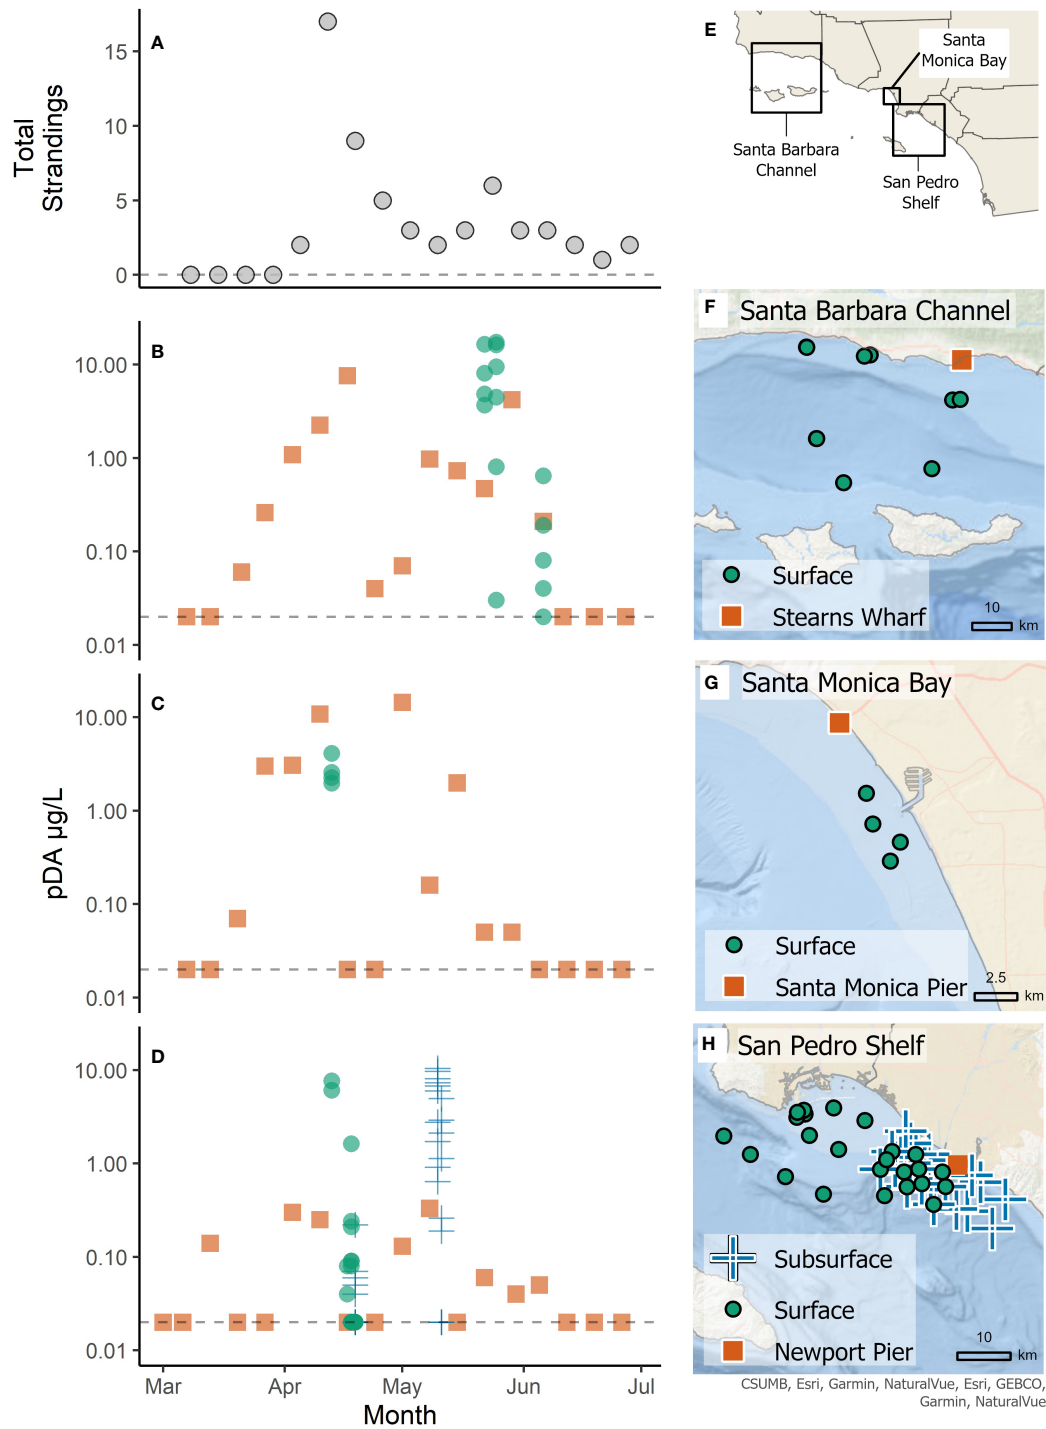 A
Total
Strandings
15
10
5
0
B
10.00
1.00
0.10
0.01
C
10.00
1.00
0.10
0.01
pDA µg/L
D
10.00
1.00
0.10
0.01
Mar
Apr
May
Jun
Jul
Month
E
Santa
Monica Bay
Santa Barbara
Channel
San Pedro
Shelf
F
Santa Barbara Channel
Surface
Stearns Wharf
10
km
G
Santa Monica Bay
Surface
Santa Monica Pier
2.5
km
H
San Pedro Shelf
Subsurface
Surface
Newport Pier
10
km
CSUMB, Esri, Garmin, NaturalVue, Esri, GEBCO,
Garmin, NaturalVue